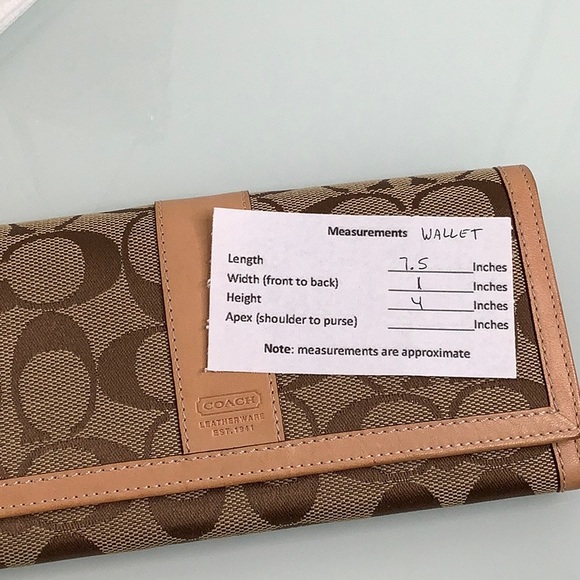 Measurements WALLET
Length 7.5 Inches
Width (front to back) 1 Inches
Height 4 Inches
Apex (shoulder to purse) Inches
Note: measurements are approximate
COACH
LEATHERWARE
EST. 1941